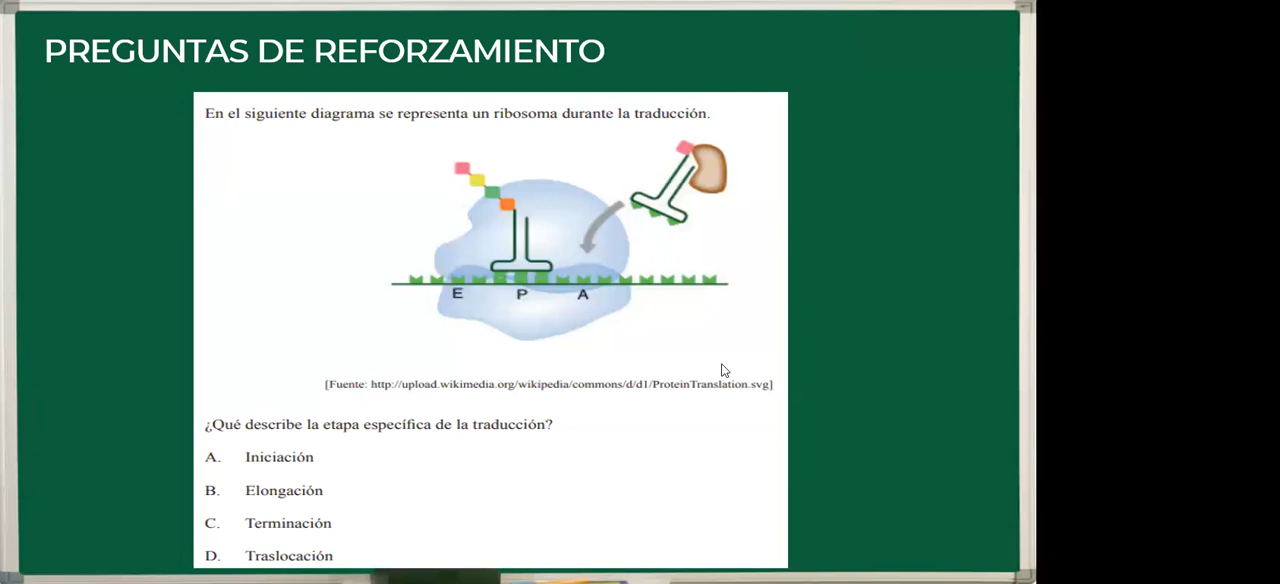 PREGUNTAS DE REFORZAMIENTO
En el siguiente diagrama se representa un ribosoma durante la traducción.
E P A
[Fuente: http://upload.wikimedia.org/wikipedia/commons/d/d1/ProteinTranslation.svg]
¿Qué describe la etapa específica de la traducción?
A. Iniciación
B. Elongación
C. Terminación
D. Traslocación